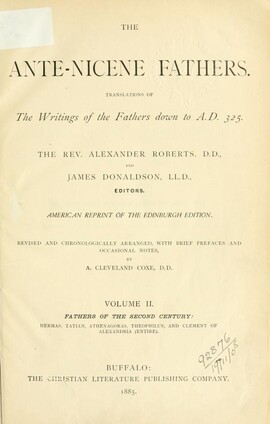 THE
ANTE-NICENE FATHERS.
TRANSLATIONS OF
The Writings of the Fathers down to A.D. 325.
THE REV. ALEXANDER ROBERTS, D.D.,
AND
JAMES DONALDSON, LL.D.,
EDITORS.
AMERICAN REPRINT OF THE EDINBURGH EDITION.
REVISED AND CHRONOLOGICALLY ARRANGED, WITH BRIEF PREFACES AND
OCCASIONAL NOTES,
BY
A. CLEVELAND COXE, D.D.
VOLUME II.
FATHERS OF THE SECOND CENTURY:
HERMAS, TATIAN, ATHENAGORAS, THEOPHILUS, AND CLEMENT OF
ALEXANDRIA (ENTIRE).
92876
BUFFALO:
THE CHRISTIAN LITERATURE PUBLISHING COMPANY.
1885.